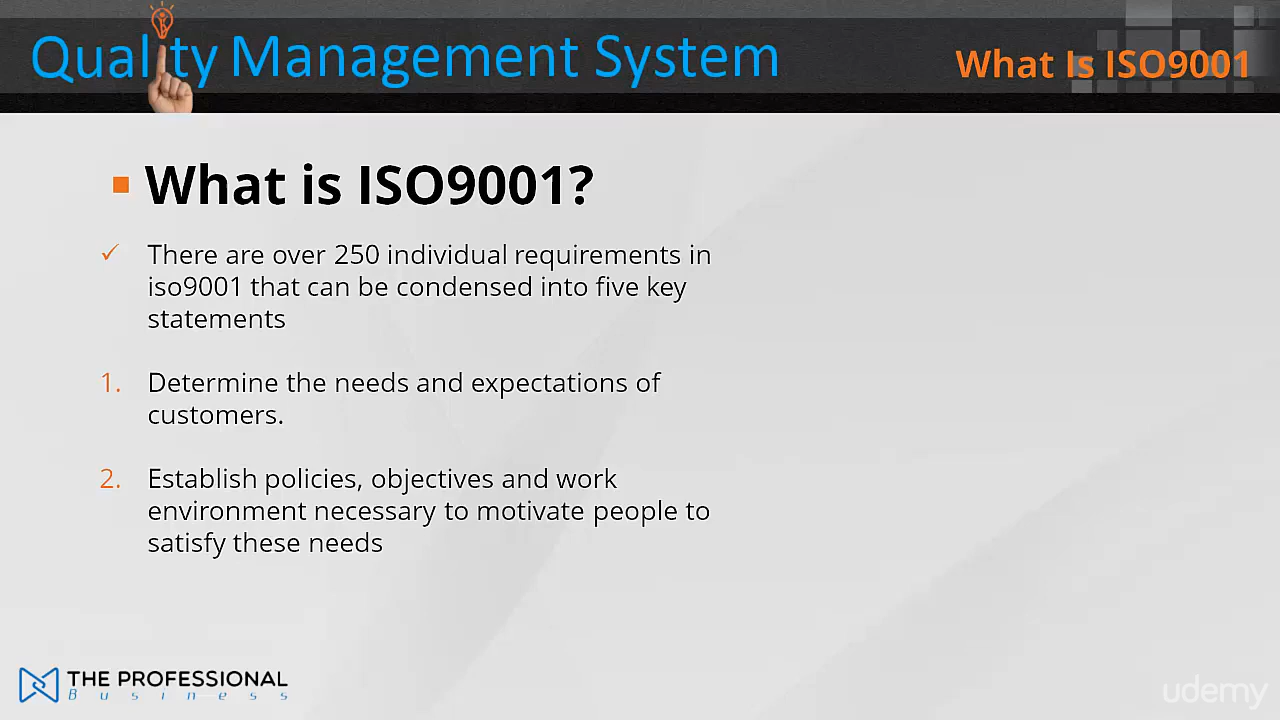 Quality Management System
What Is ISO9001
What is ISO9001?
There are over 250 individual requirements in
iso9001 that can be condensed into five key
statements
1. Determine the needs and expectations of
customers.
2. Establish policies, objectives and work
environment necessary to motivate people to
satisfy these needs
THE PROFESSIONAL
Business
udemy